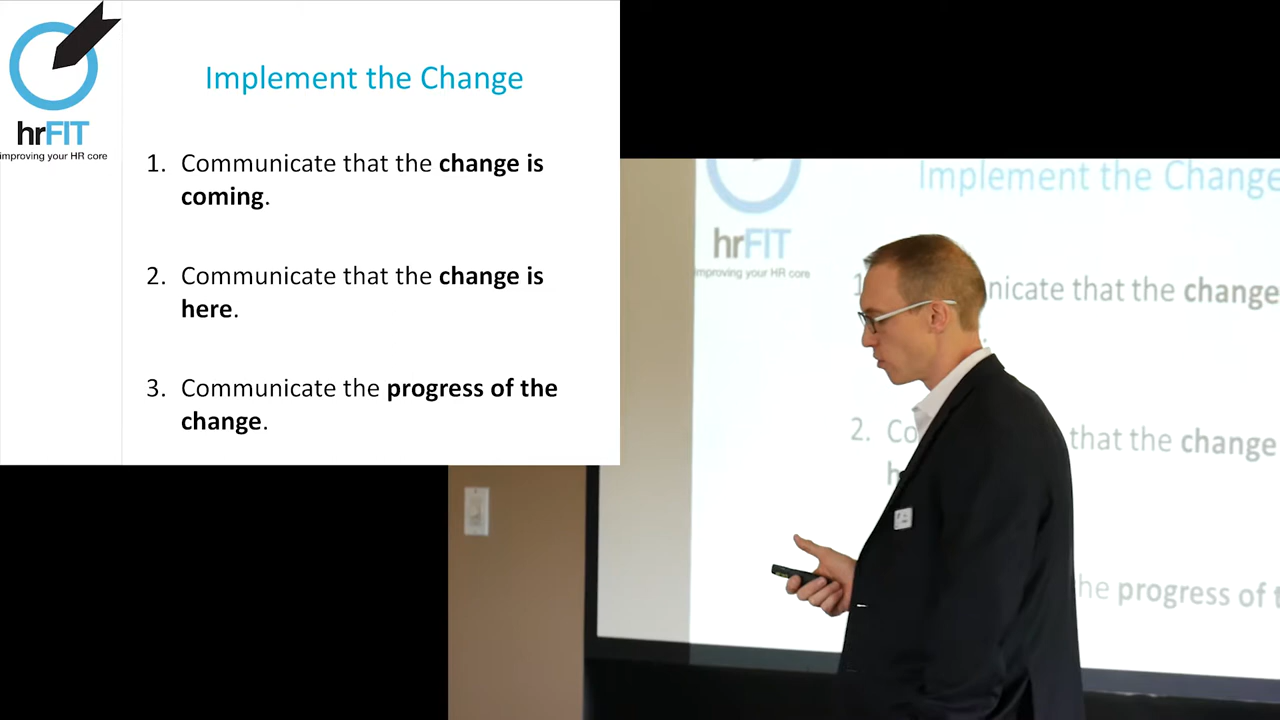 hrFIT
improving your HR core
Implement the Change
1. Communicate that the change is
coming.
2. Communicate that the change is
here.
3. Communicate the progress of the
change.
Implement the Change
hrFIT
improving your HR core
nicate that the change
2. Co that the change
h
he progress of t